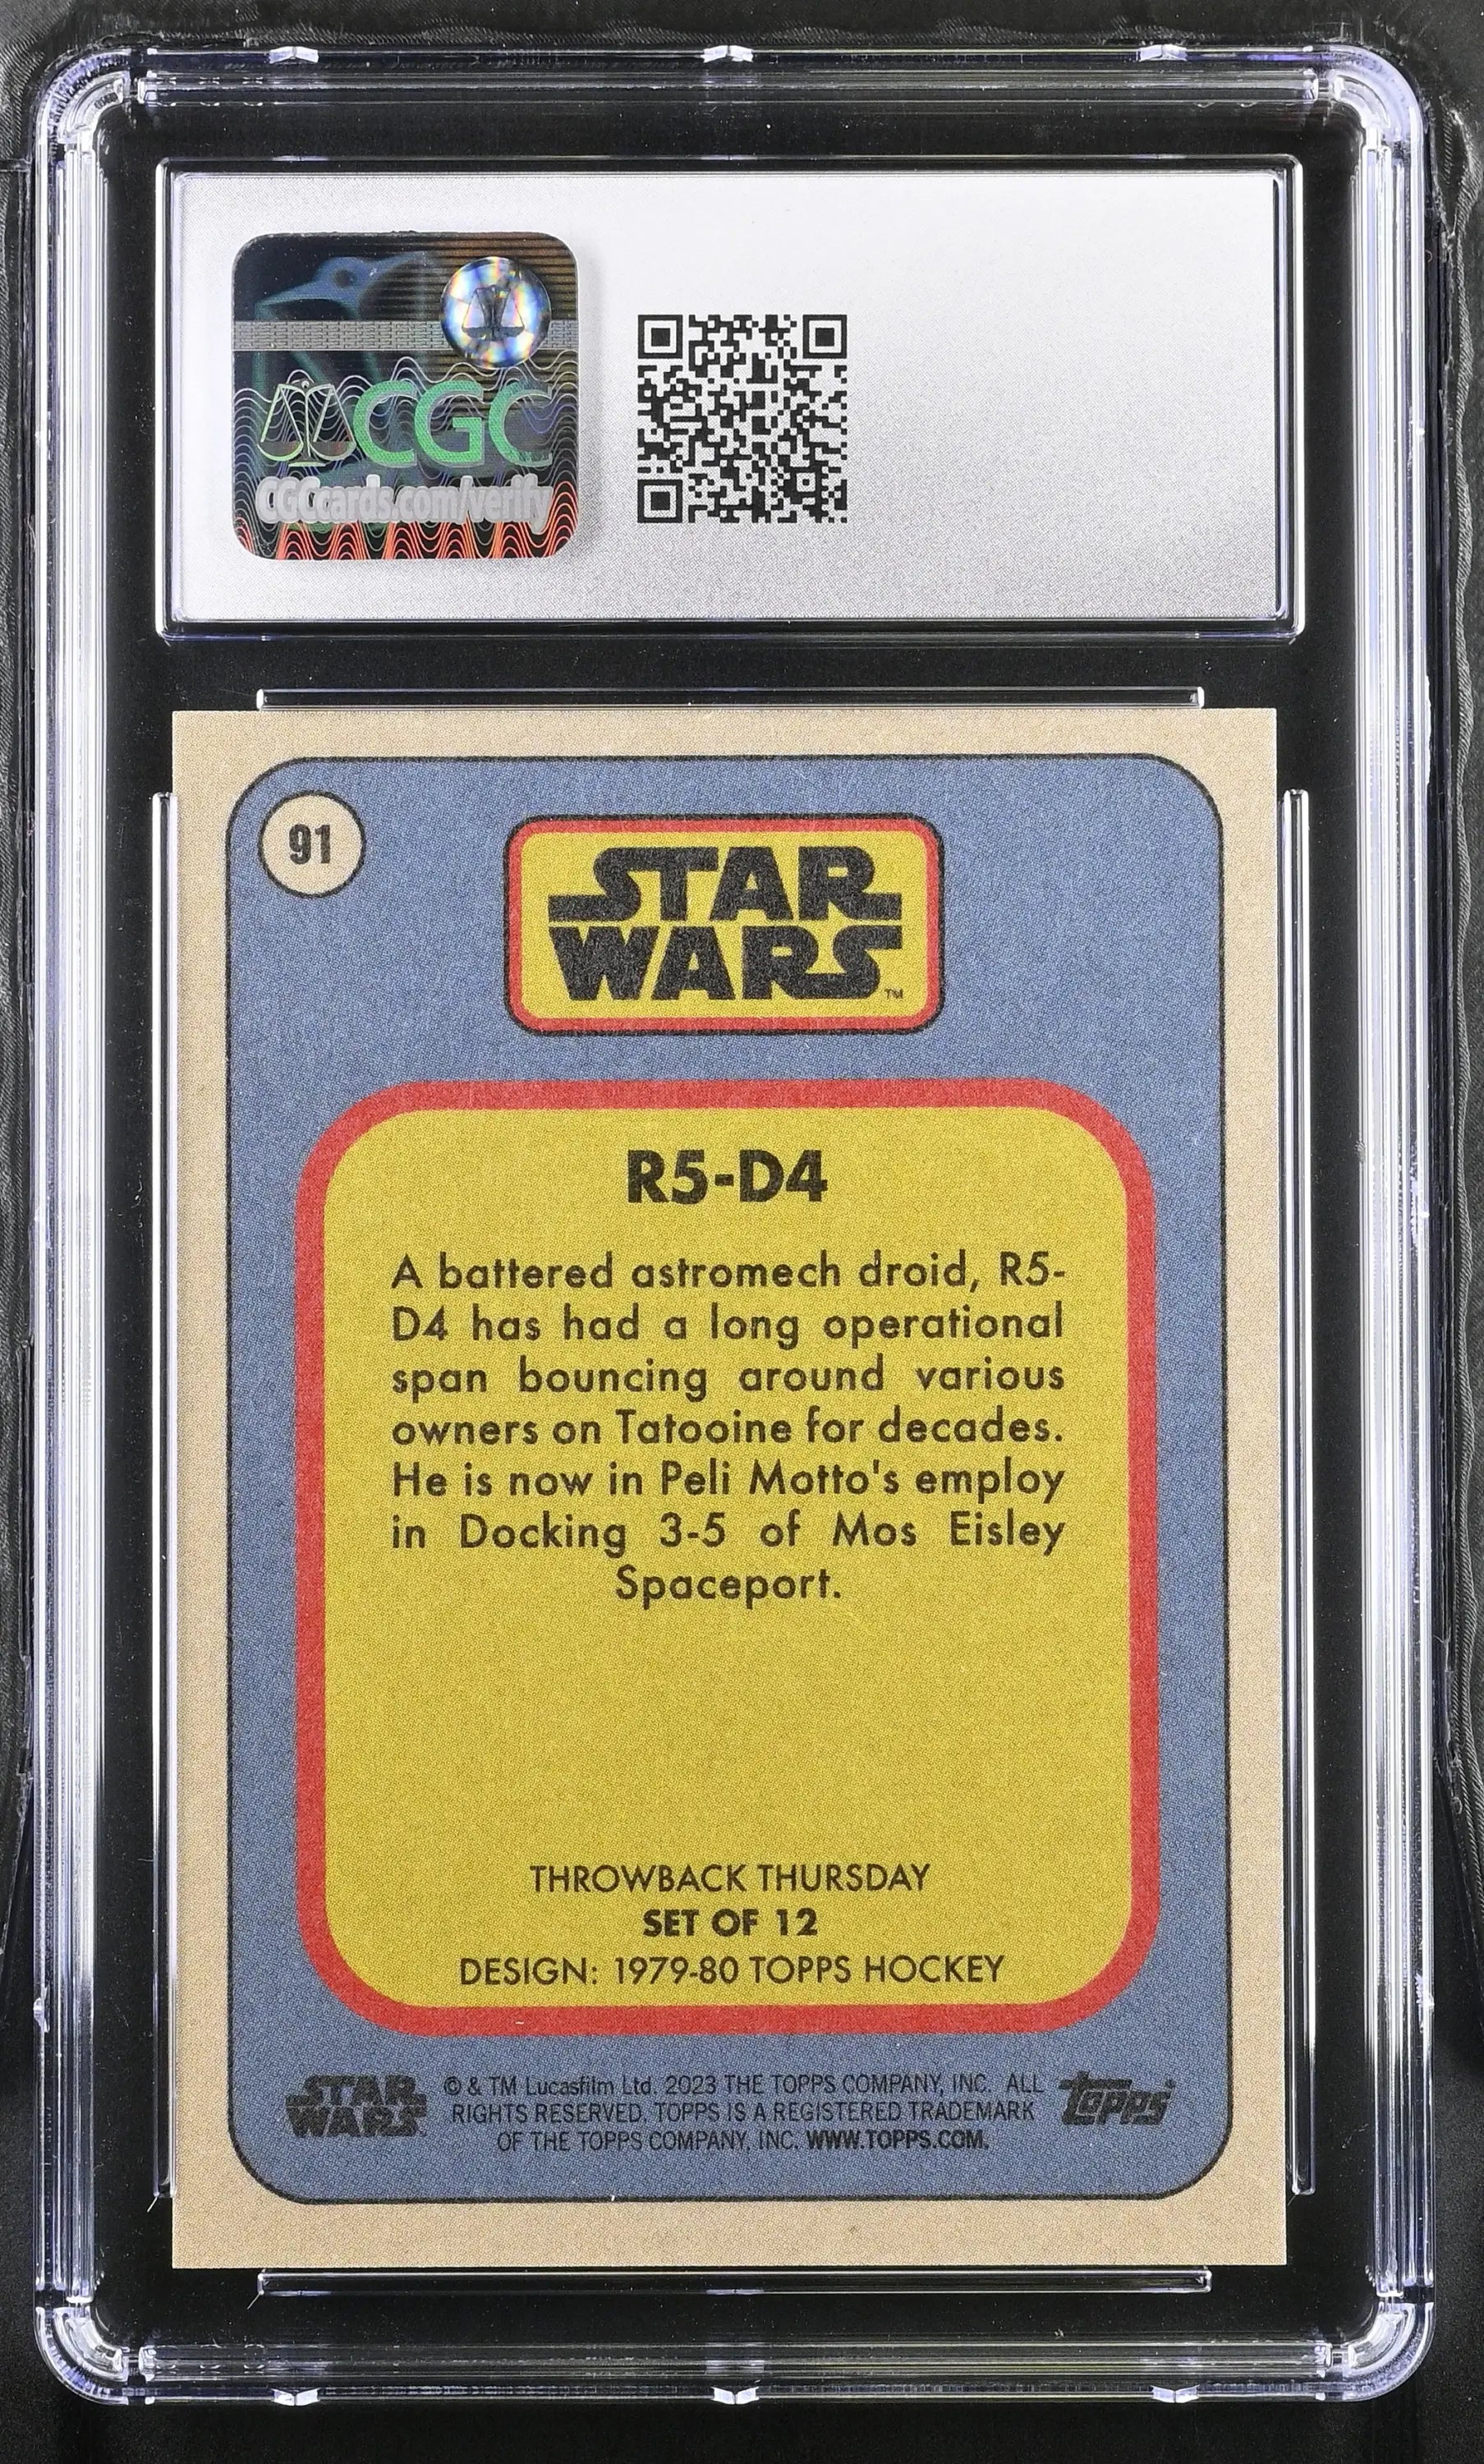 CGC
CGCcards.com/verify
91
STAR
WARS™
R5-D4
A battered astromech droid, R5-
D4 has had a long operational
span bouncing around various
owners on Tatooine for decades.
He is now in Peli Motto's employ
in Docking 3-5 of Mos Eisley
Spaceport.
THROWBACK THURSDAY
SET OF 12
DESIGN: 1979-80 TOPPS HOCKEY
STAR
WARS
© & TM Lucasfilm Ltd. 2023 THE TOPPS COMPANY, INC. ALL
RIGHTS RESERVED. TOPPS IS A REGISTERED TRADEMARK
OF THE TOPPS COMPANY, INC. WWW.TOPPS.COM.
topps